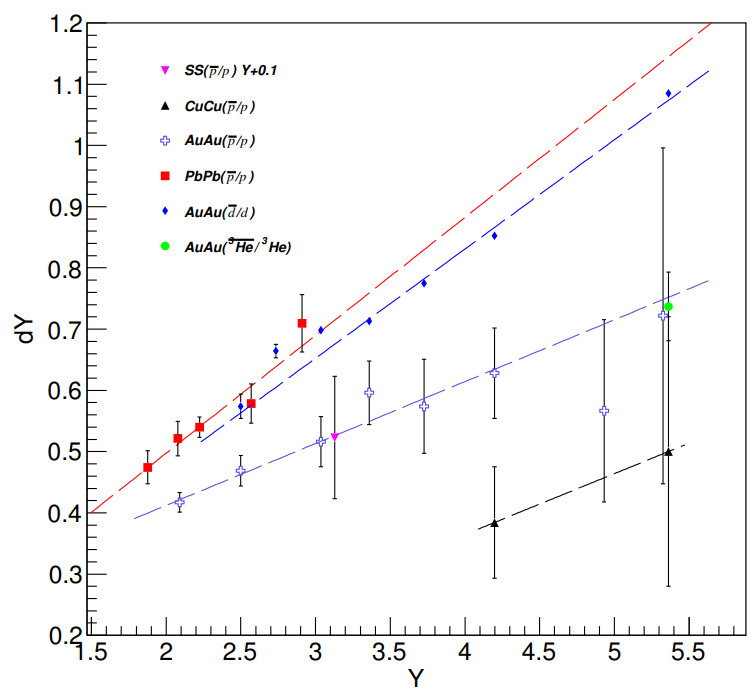 1.2
1.1
1
0.9
0.8
0.7
0.6
0.5
0.4
0.3
0.2
dY
SS(p̅/p) Y+0.1
CuCu(p̅/p)
AuAu(p̅/p)
PbPb(p̅/p)
AuAu(d̅/d)
AuAu(³H̅e̅/³He)
1.5 2 2.5 3 3.5 4 4.5 5 5.5
Y